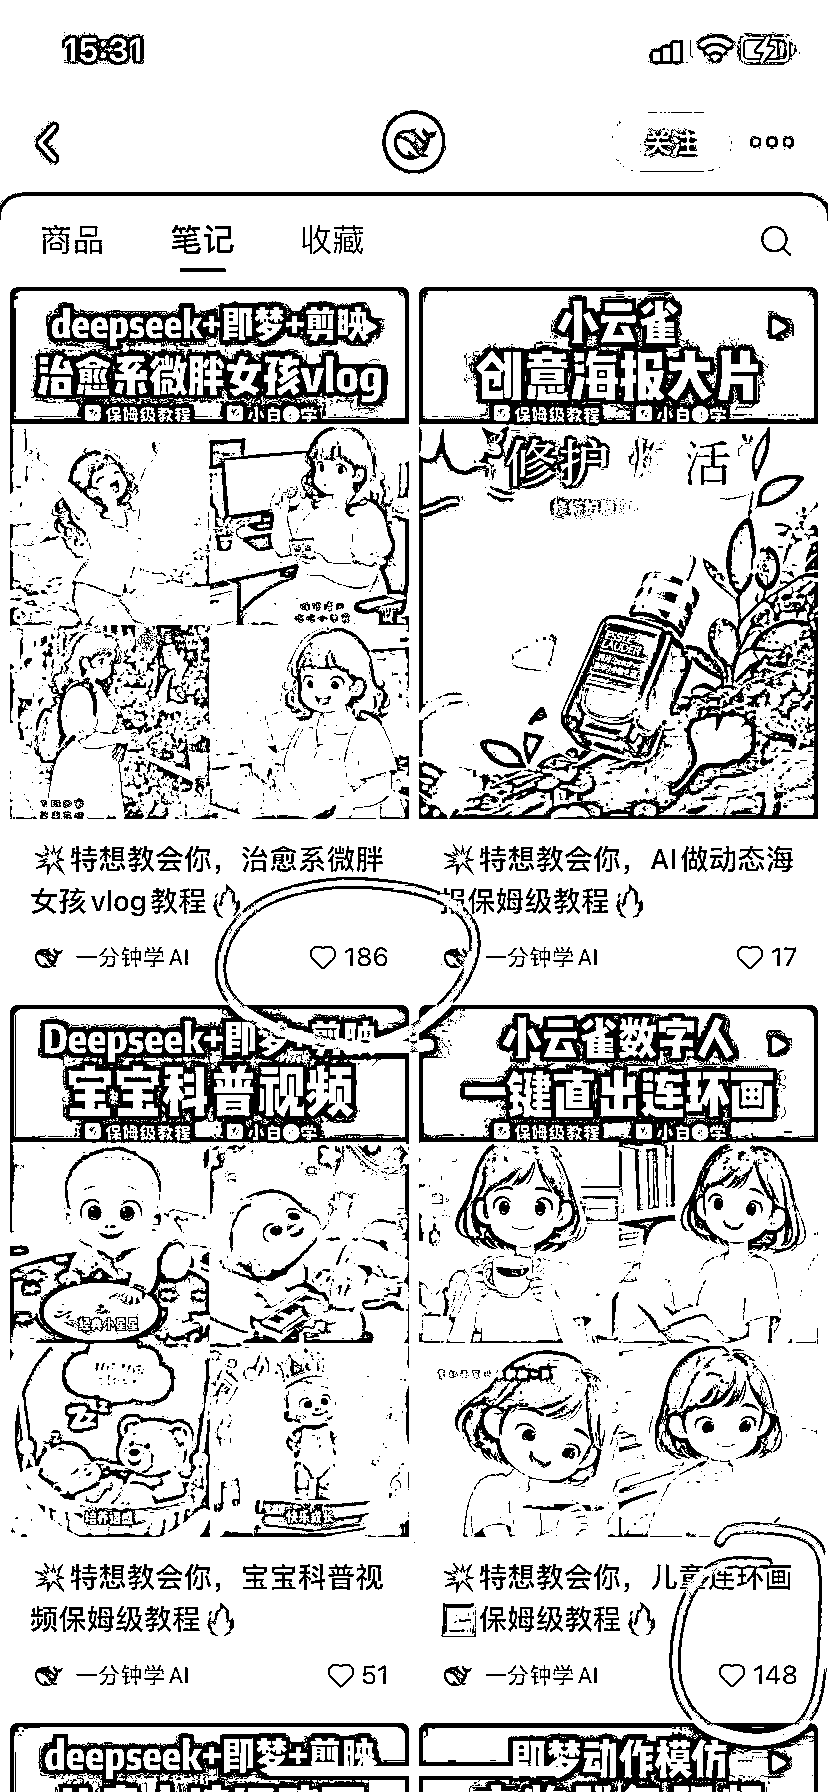 15:31
关注
商品 笔记 收藏
deepseek+即梦+剪映
治愈系微胖女孩vlog
保姆级教程 小白 学
小云雀
创意海报大片
保姆级教程 小白 学
修护 活
特想教会你，治愈系微胖
女孩vlog教程
一分钟学AI 186
特想教会你，AI做动态海
报保姆级教程
一分钟学AI 17
Deepseek+即梦+剪映
宝宝科普视频
保姆级教程 小白 学
经典小星星
小云雀数字人
一键直出连环画
保姆级教程 小白 学
特想教会你，宝宝科普视
频保姆级教程
一分钟学AI 51
特想教会你，儿童连环画
保姆级教程
一分钟学AI 148
deepseek+即梦+剪映
即梦动作模仿